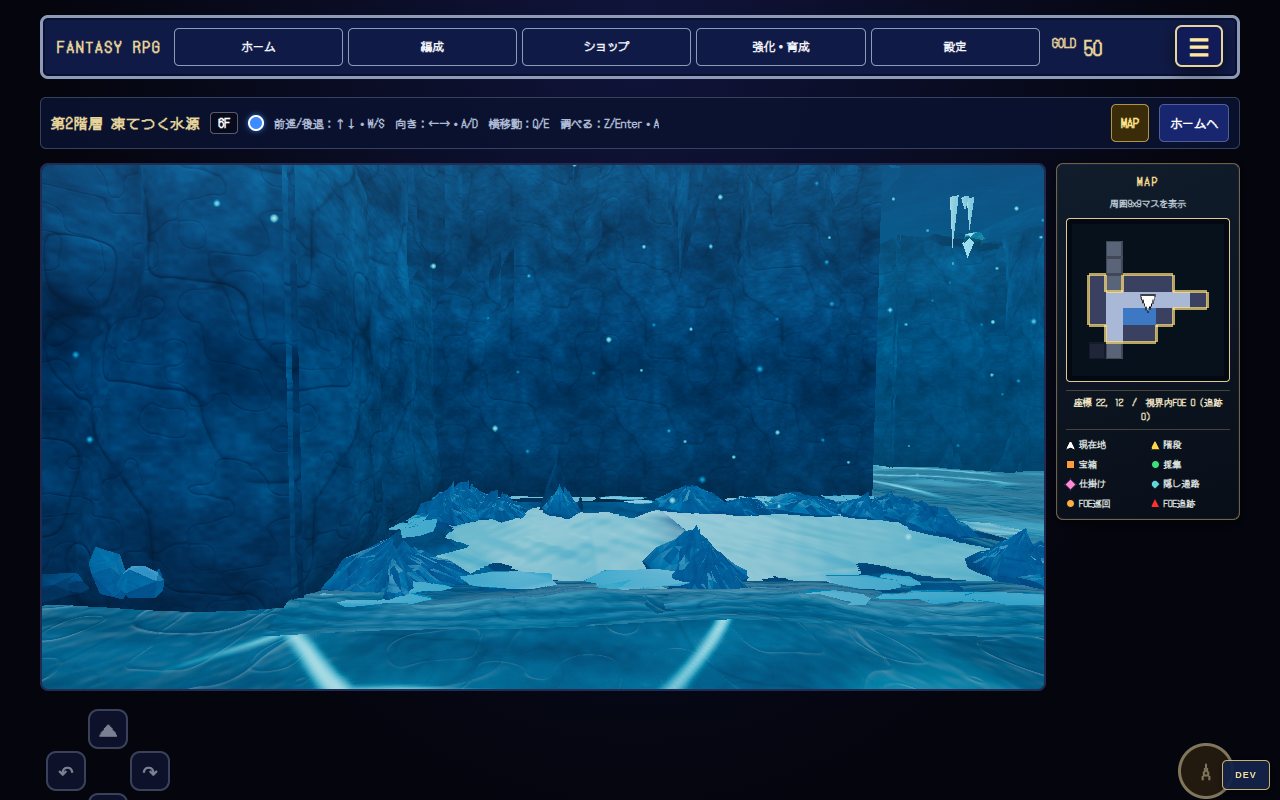 FANTASY RPG ホーム 編成 ショップ 強化・育成 設定 GOLD 50
第2階層 凍てつく水源 6F 前進/後退：↑↓・W/S 向き：←→・A/D 横移動：Q/E 調べる：Z/Enter・A MAP ホームへ
MAP
周囲9x9マスを表示
座標 22, 12 / 視界内FOE 0（追跡
0）
現在地 階段
宝箱 採集
仕掛け 隠し通路
FOE巡回 FOE追跡
A
DEV